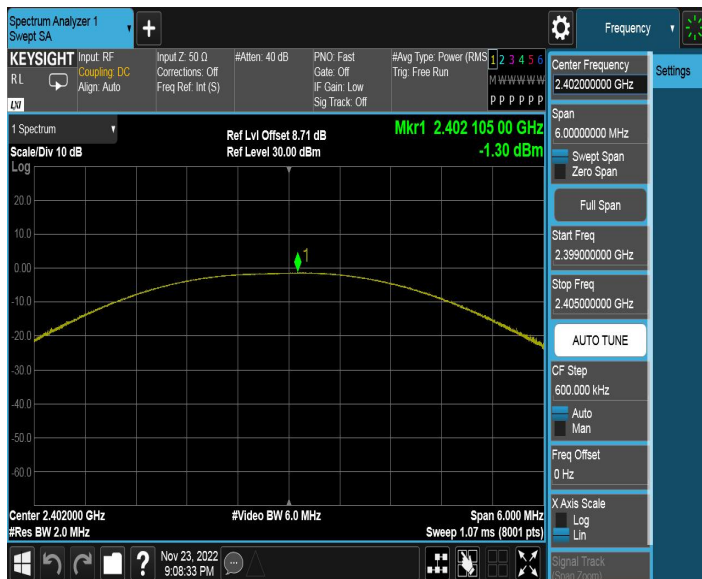 Spectrum Analyzer 1
Swept SA
+
Frequency
KEYSIGHT
RL
LXI
Input: RF
Coupling: DC
Align: Auto
Input Z: 50 Ω
Corrections: Off
Freq Ref: Int (S)
#Atten: 40 dB
PNO: Fast
Gate: Off
IF Gain: Low
Sig Track: Off
#Avg Type: Power (RMS
Trig: Free Run
1 2 3 4 5 6
M W W W W W
P P P P P P
1 Spectrum
Scale/Div 10 dB
Log
Ref Lvl Offset 8.71 dB
Ref Level 30.00 dBm
Mkr1 2.402 105 00 GHz
-1.30 dBm
20.0
10.0
0.00
-10.0
-20.0
-30.0
-40.0
-50.0
-60.0
1
Center 2.402000 GHz
#Res BW 2.0 MHz
#Video BW 6.0 MHz
Span 6.000 MHz
Sweep 1.07 ms (8001 pts)
Nov 23, 2022
9:08:33 PM
?
Center Frequency
2.402000000 GHz
Settings
Span
6.00000000 MHz
Swept Span
Zero Span
Full Span
Start Freq
2.399000000 GHz
Stop Freq
2.405000000 GHz
AUTO TUNE
CF Step
600.000 kHz
Auto
Man
Freq Offset
0 Hz
X Axis Scale
Log
Lin
Signal Track
(Span Zoom)